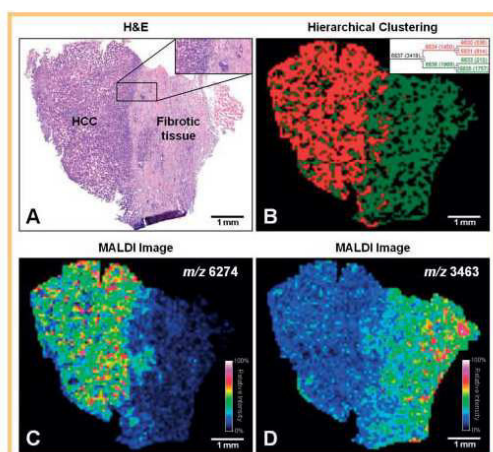 H&E
HCC
Fibrotic
tissue
A
1 mm
Hierarchical Clustering
B
1 mm
MALDI Image
m/z 6274
100%
Relative intensity
0%
C
1 mm
MALDI Image
m/z 3463
100%
Relative intensity
0%
D
1 mm